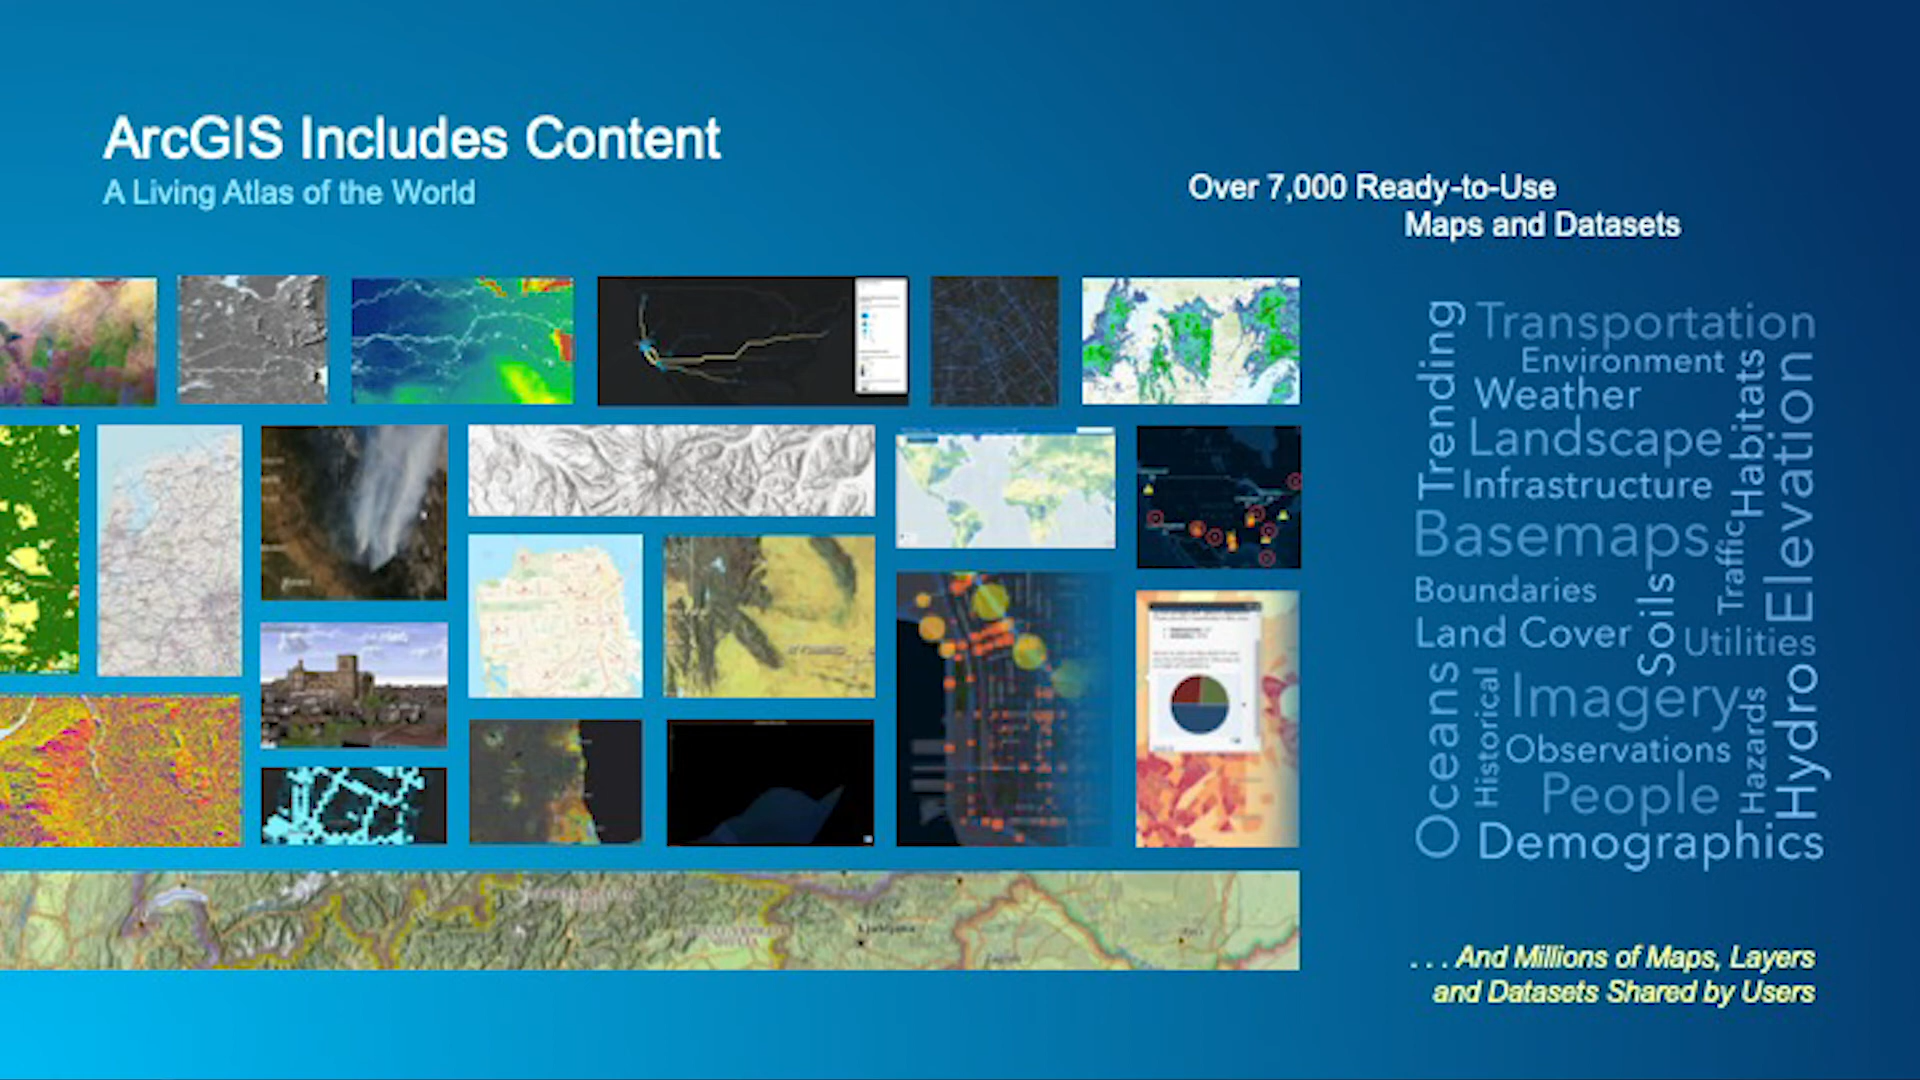 ArcGIS Includes Content
A Living Atlas of the World
Over 7,000 Ready-to-Use
Maps and Datasets
Trending
Transportation
Environment
Weather
Landscape
Infrastructure
Habitats
Elevation
Basemaps
Traffic
Boundaries
Soils
Land Cover
Utilities
Oceans
Historical
Imagery
Observations
Hazards
Hydro
People
Demographics
Ljubljana
. . . And Millions of Maps, Layers
and Datasets Shared by Users